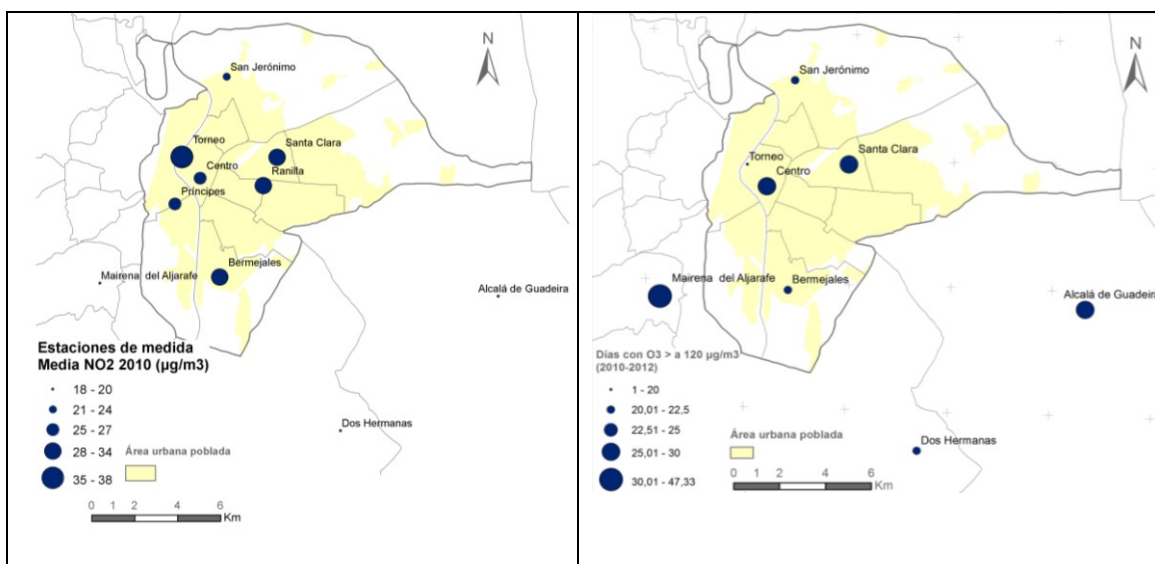 N
San Jerónimo
Torneo
Santa Clara
Centro
Ranilla
Príncipes
Bermejales
Mairena del Aljarafe
Alcalá de Guadeira
Estaciones de medida
Media NO2 2010 (µg/m3)
18 - 20
21 - 24
25 - 27
28 - 34
35 - 38
Dos Hermanas
Área urbana poblada
0 1 2 4 6
Km
N
San Jerónimo
Torneo
Santa Clara
Centro
Mairena del Aljarafe
Bermejales
Alcalá de Guadeira
Días con O3 > a 120 µg/m3
(2010-2012)
1 - 20
20,01 - 22,5
22,51 - 25
25,01 - 30
30,01 - 47,33
Dos Hermanas
Área urbana poblada
0 1 2 4 6
Km